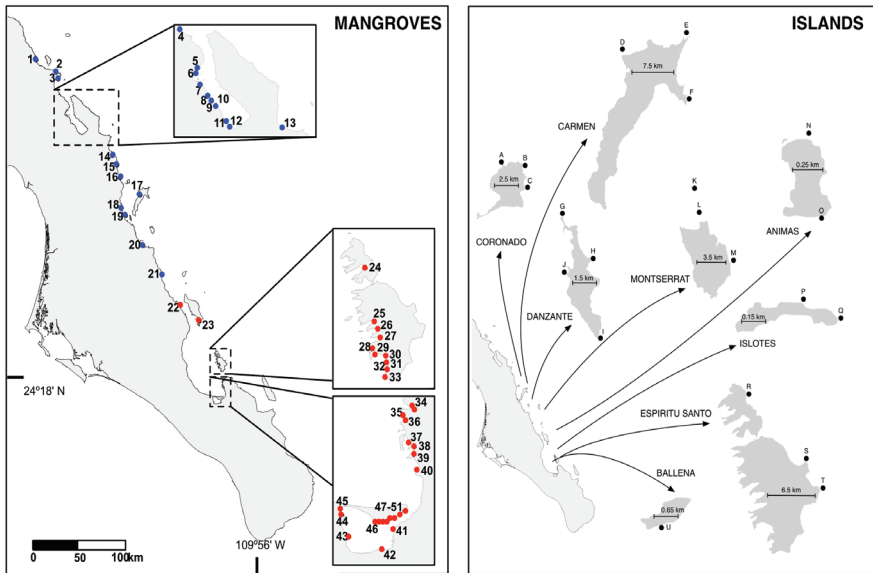 MANGROVES
1
2
3
4
5
6
7
8
9
10
11
12
13
14
15
16
17
18
19
20
21
22
23
24
25
26
27
28
29
30
31
32
33
34
35
36
37
38
39
40
45
47-51
44
46
41
43
42
24º18' N
109º56' W
0
50
100km
ISLANDS
D
E
7.5 km
F
CARMEN
A
B
2.5 km
C
CORONADO
G
H
J
1.5 km
I
DANZANTE
K
L
M
3.5 km
MONTSERRAT
N
0.25 km
O
ANIMAS
P
0.15 km
Q
ISLOTES
R
ESPIRITU SANTO
S
T
6.5 km
BALLENA
0.65 km
U